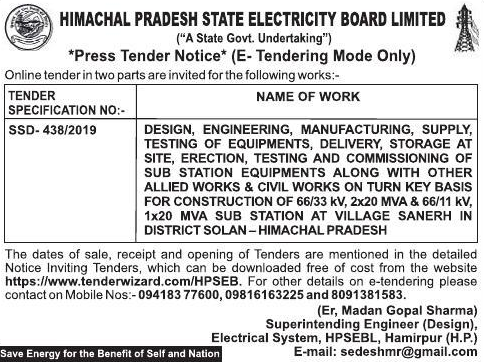 HIMACHAL PRADESH STATE ELECTRICITY BOARD LIMITED
("A State Govt. Undertaking")
*Press Tender Notice* (E- Tendering Mode Only)
Online tender in two parts are invited for the following works:-
TENDER
SPECIFICATION NO:-
NAME OF WORK
SSD- 438/2019
DESIGN, ENGINEERING, MANUFACTURING, SUPPLY,
TESTING OF EQUIPMENTS, DELIVERY, STORAGE AT
SITE, ERECTION, TESTING AND COMMISSIONING OF
SUB STATION EQUIPMENTS ALONG WITH OTHER
ALLIED WORKS & CIVIL WORKS ON TURN KEY BASIS
FOR CONSTRUCTION OF 66/33 kV, 2x20 MVA & 66/11 kV,
1x20 MVA SUB STATION AT VILLAGE SANERH IN
DISTRICT SOLAN – HIMACHAL PRADESH
The dates of sale, receipt and opening of Tenders are mentioned in the detailed
Notice Inviting Tenders, which can be downloaded free of cost from the website
https://www.tenderwizard.com/HPSEB. For other details on e-tendering please
contact on Mobile Nos:- 094183 77600, 09816163225 and 8091381583.
(Er, Madan Gopal Sharma)
Superintending Engineer (Design),
Electrical System, HPSEBL, Hamirpur (H.P.)
Save Energy for the Benefit of Self and Nation
E-mail: sedeshmr@gmail.com